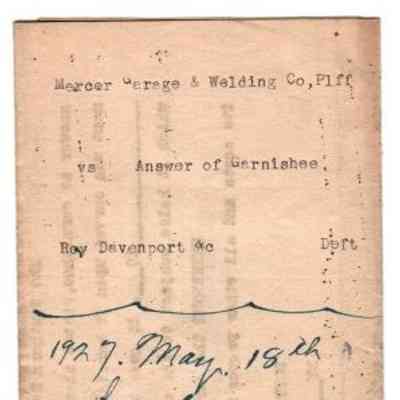 Mercer Garage & Welding Co,Plff
vs Answer of Garnishee
Roy Davenport &c Deft
1927. May. 18th